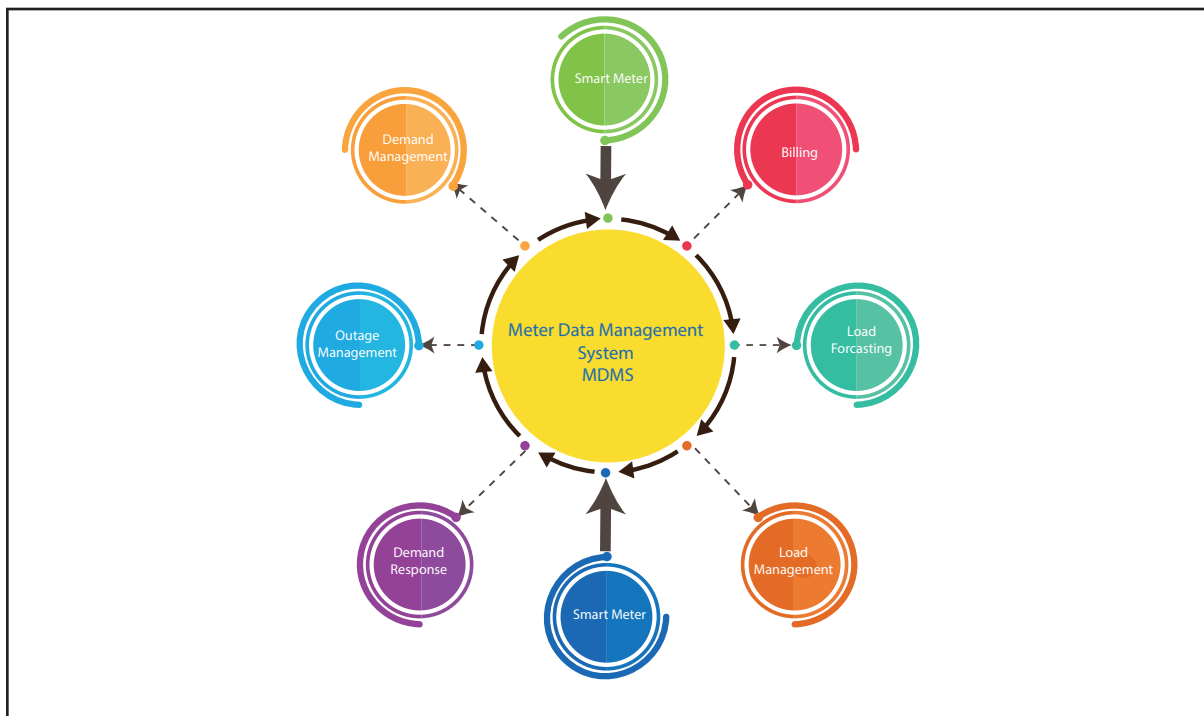 Smart Meter
Demand
Management
Billing
Outage
Management
Meter Data Management
System
MDMS
Load
Forcasting
Demand
Response
Load
Management
Smart Meter